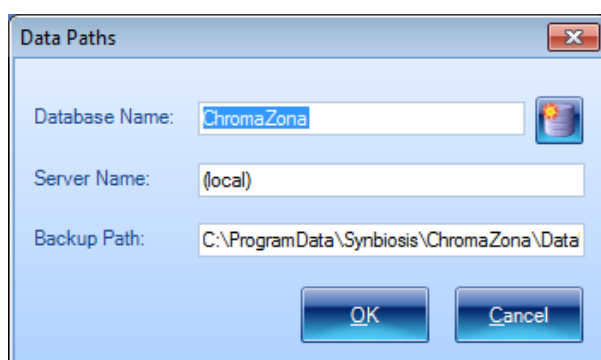 Data Paths
Database Name: ChromaZona
Server Name: (local)
Backup Path: C:\ProgramData\Synbiosis\ChromaZona\Data
OK Cancel